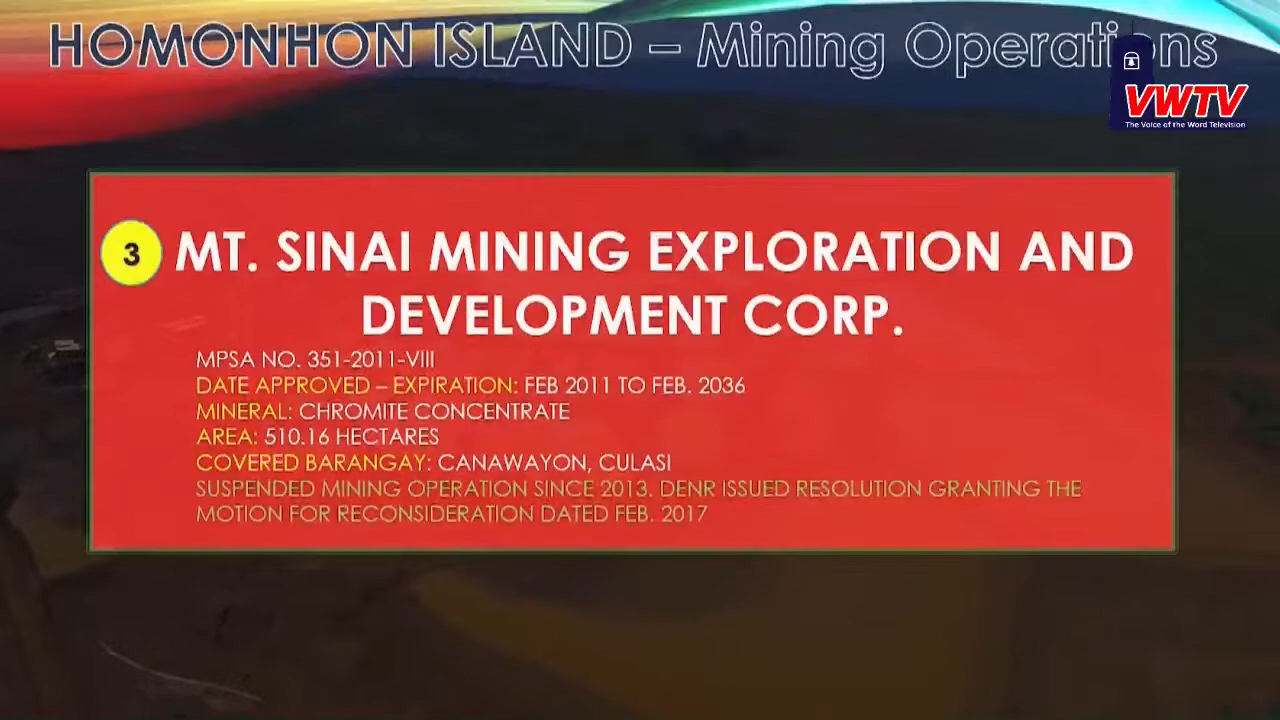 HOMONHON ISLAND – Mining Operations
VWTV
The Voice of the Word Television
3 MT. SINAI MINING EXPLORATION AND
DEVELOPMENT CORP.
MPSA NO. 351-2011-VIII
DATE APPROVED – EXPIRATION: FEB 2011 TO FEB. 2036
MINERAL: CHROMITE CONCENTRATE
AREA: 510.16 HECTARES
COVERED BARANGAY: CANAWAYON, CULASI
SUSPENDED MINING OPERATION SINCE 2013. DENR ISSUED RESOLUTION GRANTING THE
MOTION FOR RECONSIDERATION DATED FEB. 2017